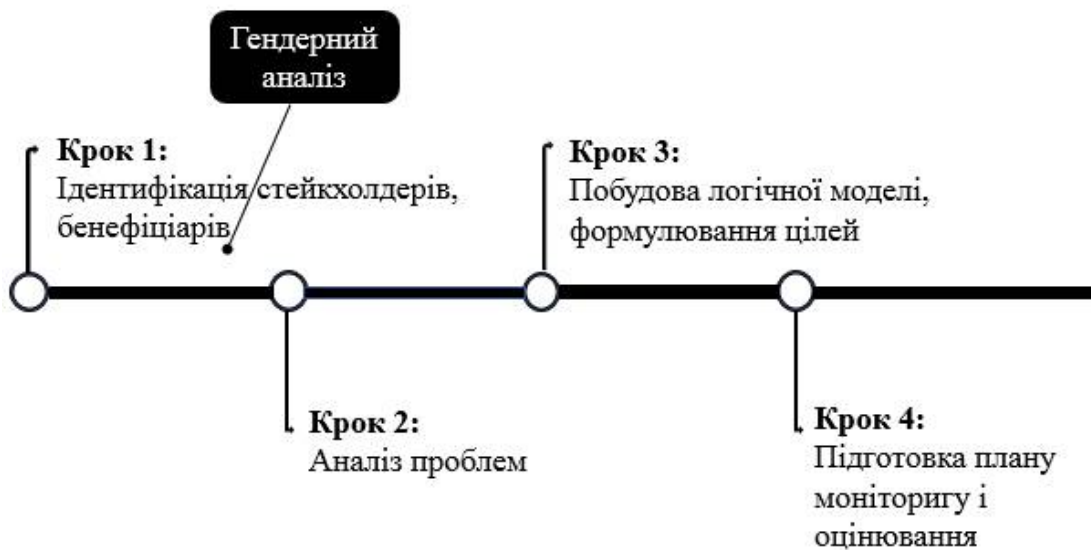 Гендерний
аналіз
Крок 1:
Ідентифікація стейкхолдерів,
бенефіціарів
Крок 2:
Аналіз проблем
Крок 3:
Побудова логічної моделі,
формулювання цілей
Крок 4:
Підготовка плану
моніторигу і
оцінювання